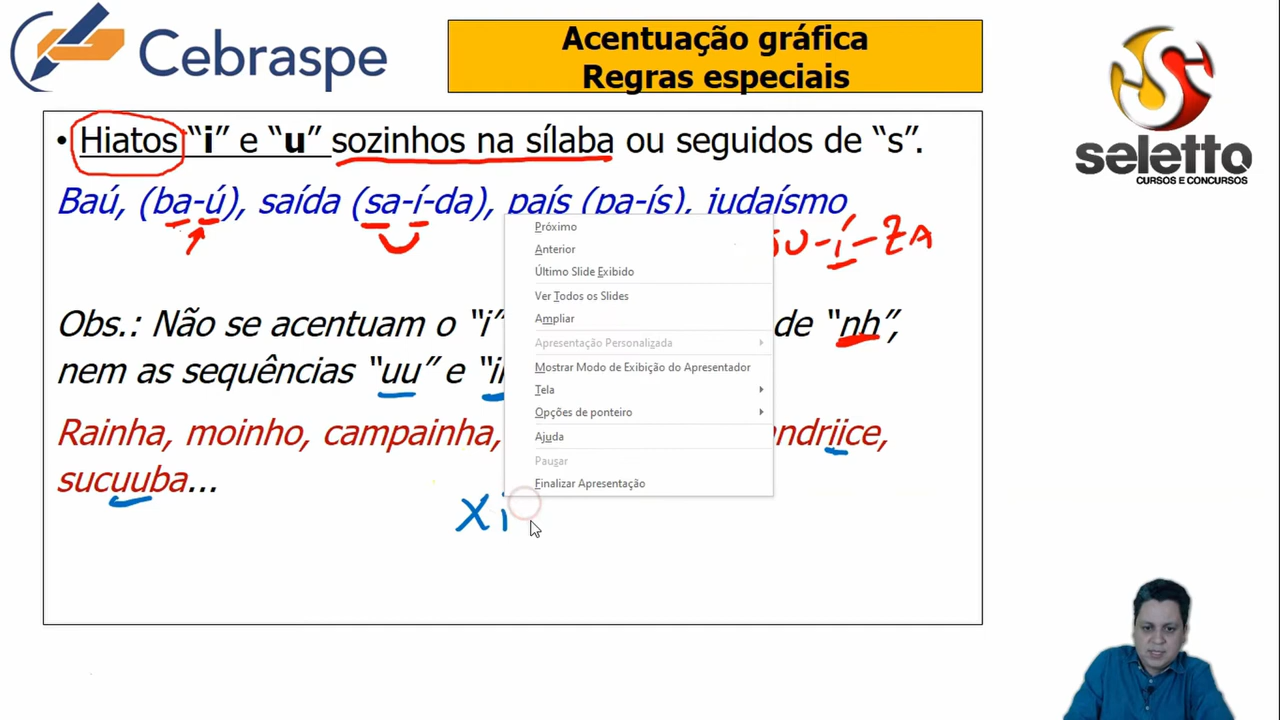 Cebraspe
Acentuação gráfica
Regras especiais
seletto
CURSOS E CONCURSOS
• Hiatos “i” e “u” sozinhos na sílaba ou seguidos de “s”.
Baú, (ba-ú), saída (sa-í-da), país (pa-ís), judaísmo
U-í-ZA
Obs.: Não se acentuam o “i” de “nh”,
nem as sequências “uu” e “
Rainha, moinho, campainha,
sucuuba...
Xi
Próximo
Anterior
Último Slide Exibido
Ver Todos os Slides
Ampliar
Apresentação Personalizada
Mostrar Modo de Exibição do Apresentador
Tela
Opções de ponteiro
Ajuda
Pausar
Finalizar Apresentação